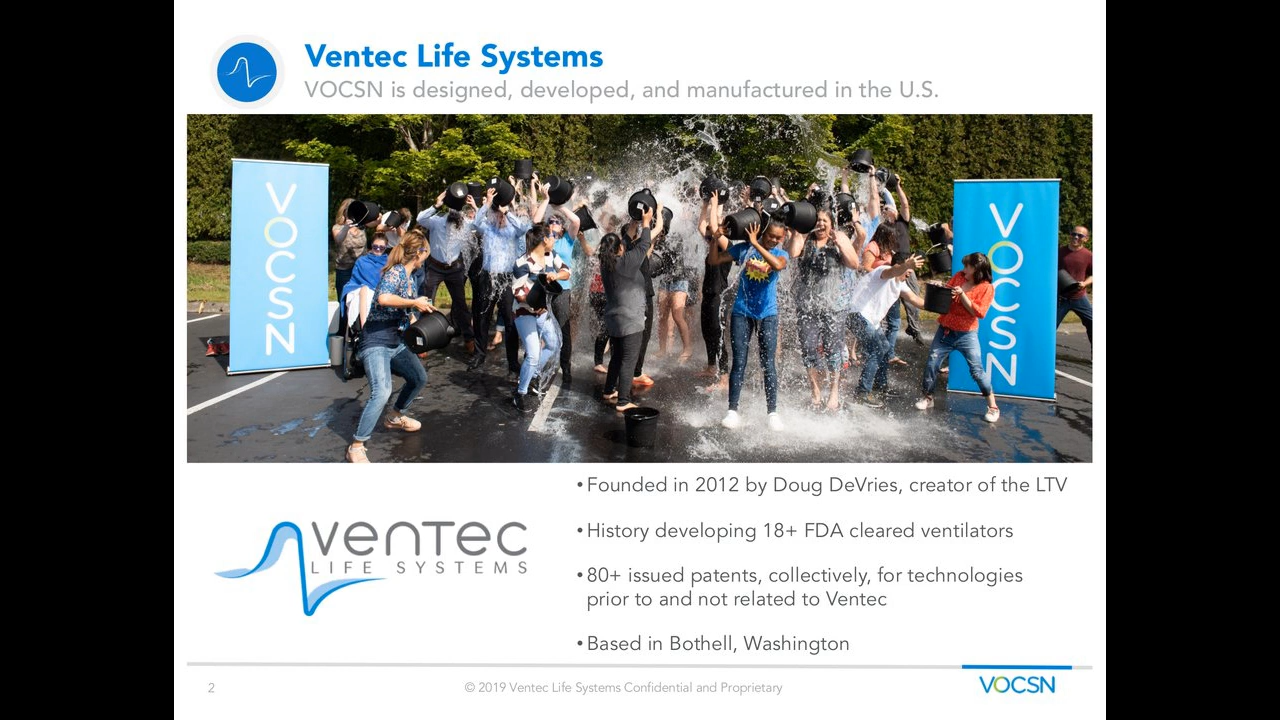 Ventec Life Systems
VOCSN is designed, developed, and manufactured in the U.S.
VOCSN
VOCSN
• Founded in 2012 by Doug DeVries, creator of the LTV
• History developing 18+ FDA cleared ventilators
• 80+ issued patents, collectively, for technologies
prior to and not related to Ventec
• Based in Bothell, Washington
venTec
LIFE SYSTEMS
2
© 2019 Ventec Life Systems Confidential and Proprietary
VOCSN